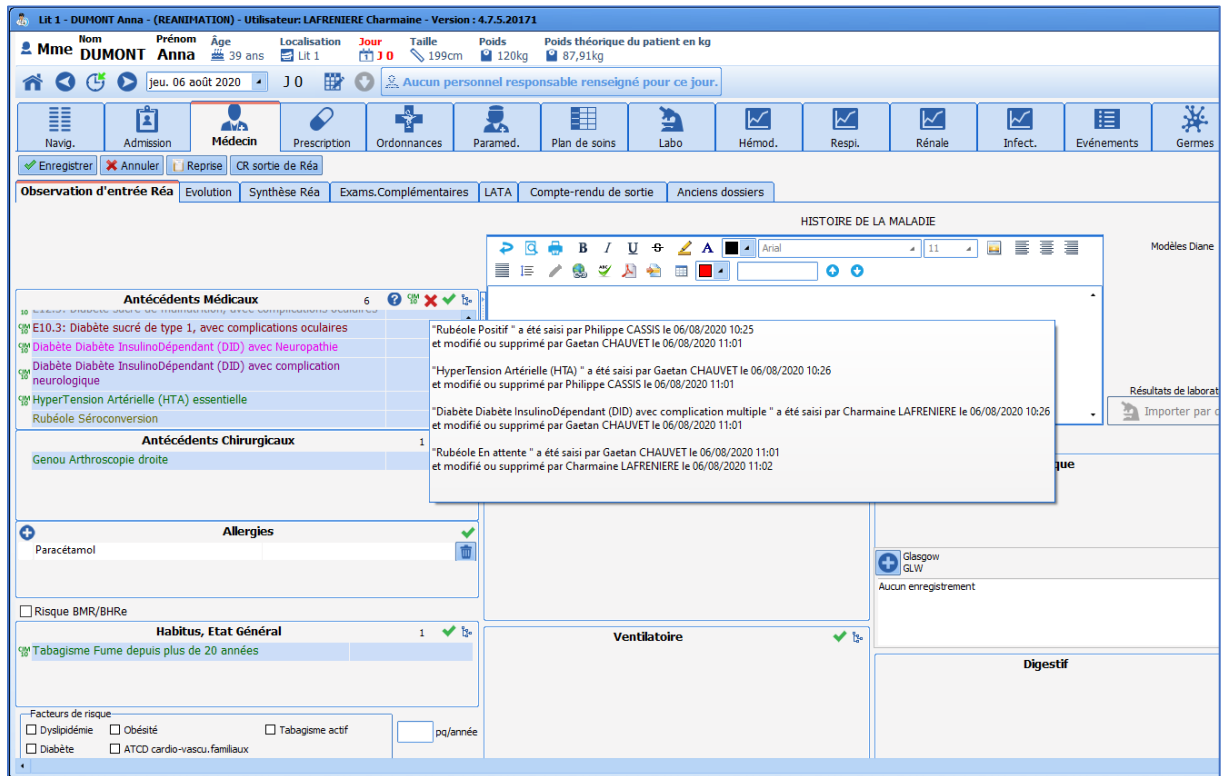 Lit 1 - DUMONT Anna - (REANIMATION) - Utilisateur: LAFRENIERE Charmaine - Version : 4.7.5.20171
Nom Prénom Âge Localisation Jour Taille Poids Poids théorique du patient en kg
Mme DUMONT Anna 39 ans Lit 1 J 0 199cm 120kg 87,91kg
jeu. 06 août 2020 J 0 Aucun personnel responsable renseigné pour ce jour.
Navig. Admission Médecin Prescription Ordonnances Paramed. Plan de soins Labo Hémod. Respi. Rénale Infect. Evénements Germes
Enregistrer Annuler Reprise CR sortie de Réa
Observation d'entrée Réa Evolution Synthèse Réa Exams.Complémentaires LATA Compte-rendu de sortie Anciens dossiers
HISTOIRE DE LA MALADIE
B I U S A Arial 11
Modèles Diane
Antécédents Médicaux 6
E10.3: Diabète sucré de type 1, avec complications oculaires
Diabète Diabète InsulinoDépendant (DID) avec Neuropathie
Diabète Diabète InsulinoDépendant (DID) avec complication
neurologique
HyperTension Artérielle (HTA) essentielle
Rubéole Séroconversion
"Rubéole Positif " a été saisi par Philippe CASSIS le 06/08/2020 10:25
et modifié ou supprimé par Gaetan CHAUVET le 06/08/2020 11:01
"HyperTension Artérielle (HTA) " a été saisi par Gaetan CHAUVET le 06/08/2020 10:26
et modifié ou supprimé par Philippe CASSIS le 06/08/2020 11:01
"Diabète Diabète InsulinoDépendant (DID) avec complication multiple " a été saisi par Charmaine LAFRENIERE le 06/08/2020 10:26
et modifié ou supprimé par Gaetan CHAUVET le 06/08/2020 11:01
"Rubéole En attente " a été saisi par Gaetan CHAUVET le 06/08/2020 11:01
et modifié ou supprimé par Charmaine LAFRENIERE le 06/08/2020 11:02
Résultats de laborat
Importer par
Antécédents Chirurgicaux 1
Genou Arthroscopie droite
que
Allergies
Paracétamol
Glasgow
GLW
Aucun enregistrement
Risque BMR/BHRe
Habitus, Etat Général 1
Tabagisme Fume depuis plus de 20 années
Ventilatoire
Digestif
Facteurs de risque
Dyslipidémie Obésité Tabagisme actif pq/année
Diabète ATCD cardio-vascu.familiaux